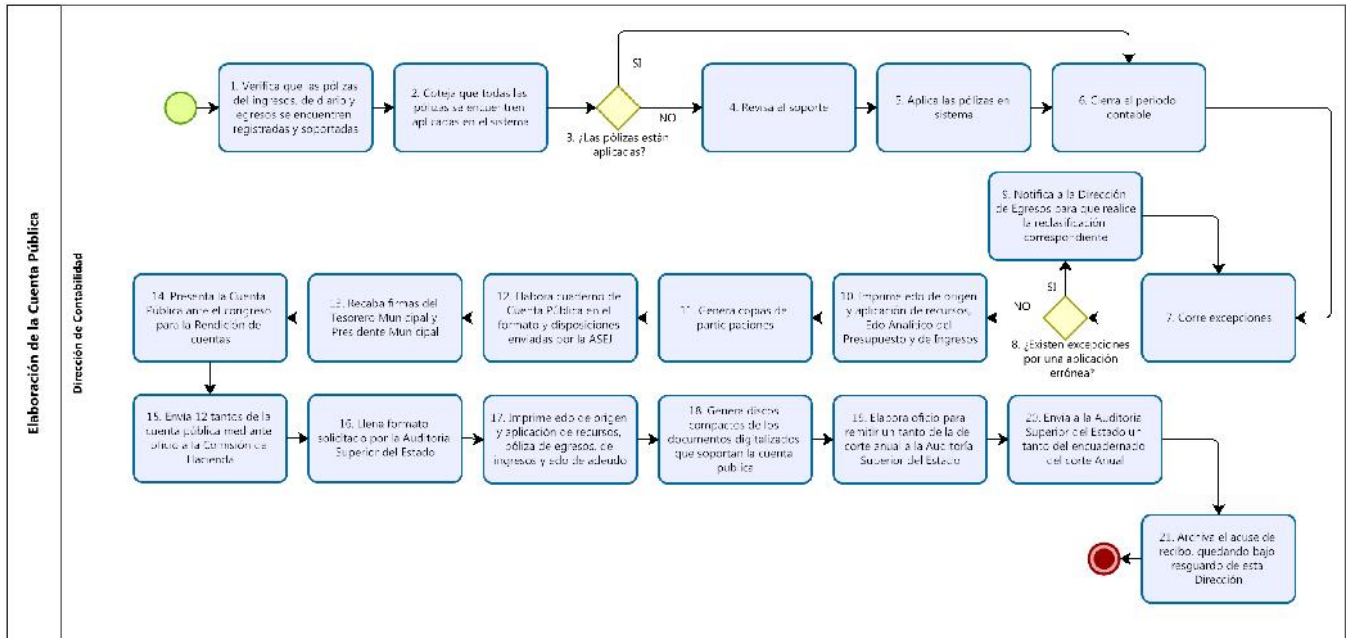 Elaboración de la Cuenta Pública
Dirección de Contabilidad
1. Verifica que las pólizas
del ingresos, de diario y
egresos se encuentren
registradas y soportadas
2. Coteja que todas las
pólizas se encuentren
aplicadas en el sistema
SI
NO
3. ¿Las pólizas están
aplicadas?
4. Revisa el soporte
5. Aplica las pólizas en
sistema
6. Cierra el periodo
contable
9. Notifica a la Dirección
de Egresos para que realice
la reclasificación
correspondiente
14. Presenta la Cuenta
Pública ante el congreso
para la Rendición de
cuentas
13. Recaba firmas del
Tesorero Municipal y
Presidente Municipal
12. Elabora cuaderno de
Cuenta Pública en el
formato y disposiciones
enviadas por la ASEJ
11. Genera copias de
participaciones
10. Imprime edo de origen
y aplicación de recursos,
Edo Analítico del
Presupuesto y de Ingresos
NO
SI
8. ¿Existen excepciones
por una aplicación
errónea?
7. Corre excepciones
15. Envía 12 tantos de la
cuenta pública mediante
oficio a la Comisión de
Hacienda
16. Llena formato
solicitado por la Auditoria
Superior del Estado
17. Imprime edo de origen
y aplicación de recursos,
póliza de egresos, de
ingresos y edo de adeudo
18. Genera discos
compactos de los
documentos digitalizados
que soportan la cuenta
publica
19. Elabora oficio para
remitir un tanto de la de
corte anual a la Auditoría
Superior del Estado
20. Envía a la Auditoria
Superior del Estado un
tanto del encuadernado
del corte Anual
21. Archiva el acuse de
recibo, quedando bajo
resguardo de esta
Dirección